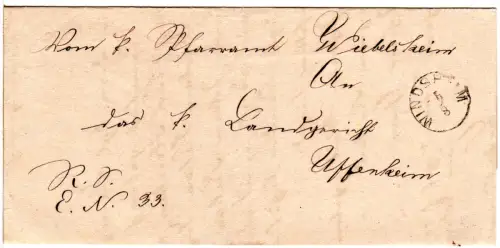 Vom k. Pfarramt Wiebelsheim
An
das k. Landgericht
Uffenheim
R. S.
E. N. 33.
WINDSHEIM